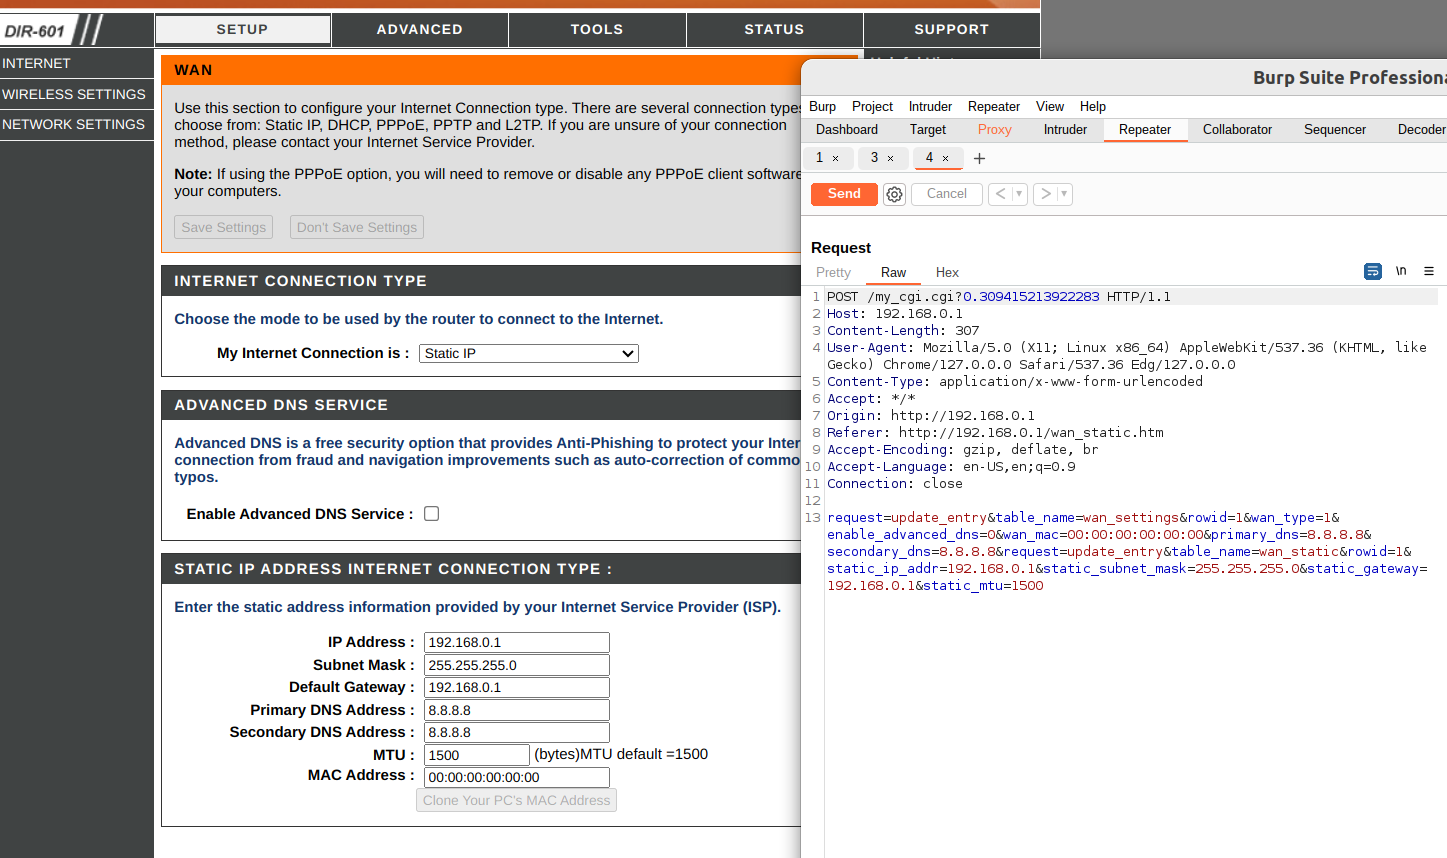 DIR-601
SETUP
ADVANCED
TOOLS
STATUS
SUPPORT
INTERNET
WIRELESS SETTINGS
NETWORK SETTINGS
WAN
Use this section to configure your Internet Connection type. There are several connection types
choose from: Static IP, DHCP, PPPoE, PPTP and L2TP. If you are unsure of your connection
method, please contact your Internet Service Provider.
Note: If using the PPPoE option, you will need to remove or disable any PPPoE client software
your computers.
Save Settings
Don't Save Settings
INTERNET CONNECTION TYPE
Choose the mode to be used by the router to connect to the Internet.
My Internet Connection is :
Static IP
ADVANCED DNS SERVICE
Advanced DNS is a free security option that provides Anti-Phishing to protect your Inter
connection from fraud and navigation improvements such as auto-correction of commo
typos.
Enable Advanced DNS Service :
STATIC IP ADDRESS INTERNET CONNECTION TYPE :
Enter the static address information provided by your Internet Service Provider (ISP).
IP Address : 192.168.0.1
Subnet Mask : 255.255.255.0
Default Gateway : 192.168.0.1
Primary DNS Address : 8.8.8.8
Secondary DNS Address : 8.8.8.8
MTU : 1500 (bytes)MTU default =1500
MAC Address : 00:00:00:00:00:00
Clone Your PC's MAC Address
Burp Suite Professiona
Burp Project Intruder Repeater View Help
Dashboard Target Proxy Intruder Repeater Collaborator Sequencer Decoder
1 × 3 × 4 × +
Send Cancel < >
Request
Pretty Raw Hex \n
1 POST /my_cgi.cgi?0.309415213922283 HTTP/1.1
2 Host: 192.168.0.1
3 Content-Length: 307
4 User-Agent: Mozilla/5.0 (X11; Linux x86_64) AppleWebKit/537.36 (KHTML, like
Gecko) Chrome/127.0.0.0 Safari/537.36 Edg/127.0.0.0
5 Content-Type: application/x-www-form-urlencoded
6 Accept: */*
7 Origin: http://192.168.0.1
8 Referer: http://192.168.0.1/wan_static.htm
9 Accept-Encoding: gzip, deflate, br
10 Accept-Language: en-US,en;q=0.9
11 Connection: close
12
13 request=update_entry&table_name=wan_settings&rowid=1&wan_type=1&
enable_advanced_dns=0&wan_mac=00:00:00:00:00:00&primary_dns=8.8.8.8&
secondary_dns=8.8.8.8&request=update_entry&table_name=wan_static&rowid=1&
static_ip_addr=192.168.0.1&static_subnet_mask=255.255.255.0&static_gateway=
192.168.0.1&static_mtu=1500